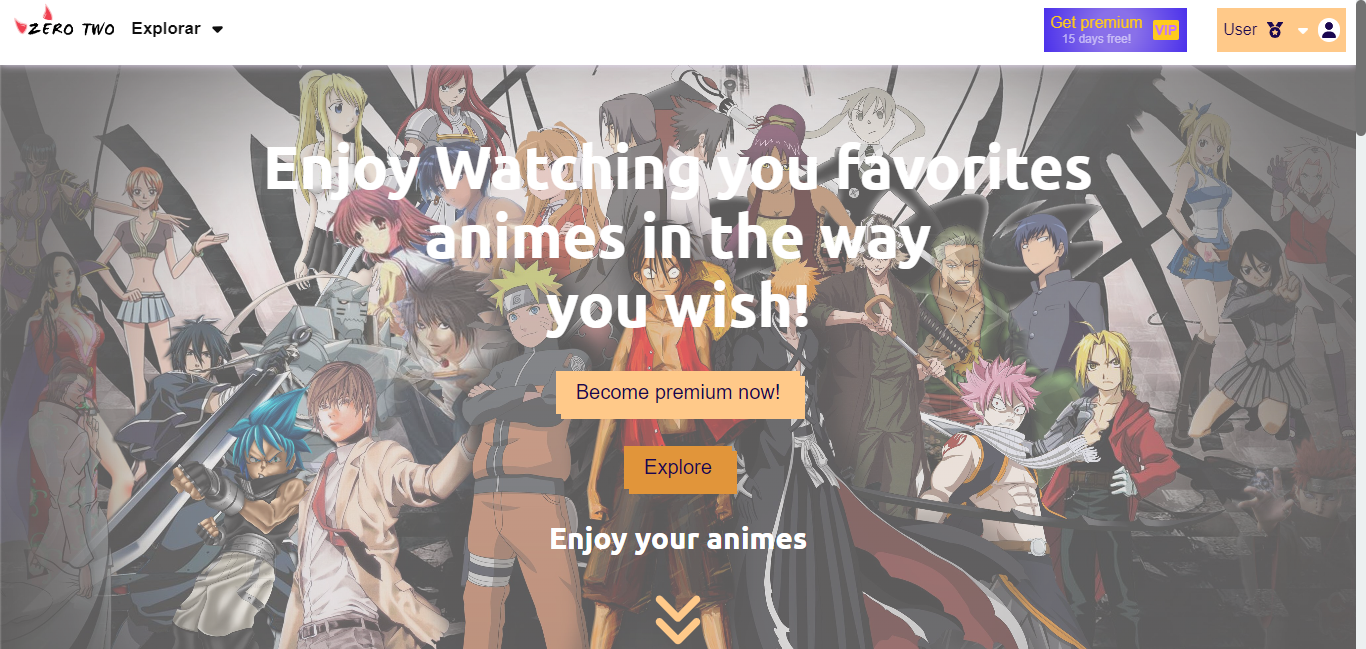 ZERO TWO
Explorar
Get premium
15 days free!
VIP
User
Enjoy Watching you favorites
animes in the way
you wish!
Become premium now!
Explore
Enjoy your animes